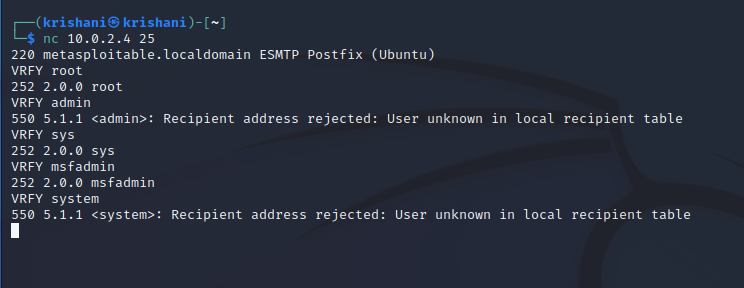 ┌──(krishani㉿krishani)-[~]
└─$ nc 10.0.2.4 25
220 metasploitable.localdomain ESMTP Postfix (Ubuntu)
VRFY root
252 2.0.0 root
VRFY admin
550 5.1.1 <admin>: Recipient address rejected: User unknown in local recipient table
VRFY sys
252 2.0.0 sys
VRFY msfadmin
252 2.0.0 msfadmin
VRFY system
550 5.1.1 <system>: Recipient address rejected: User unknown in local recipient table